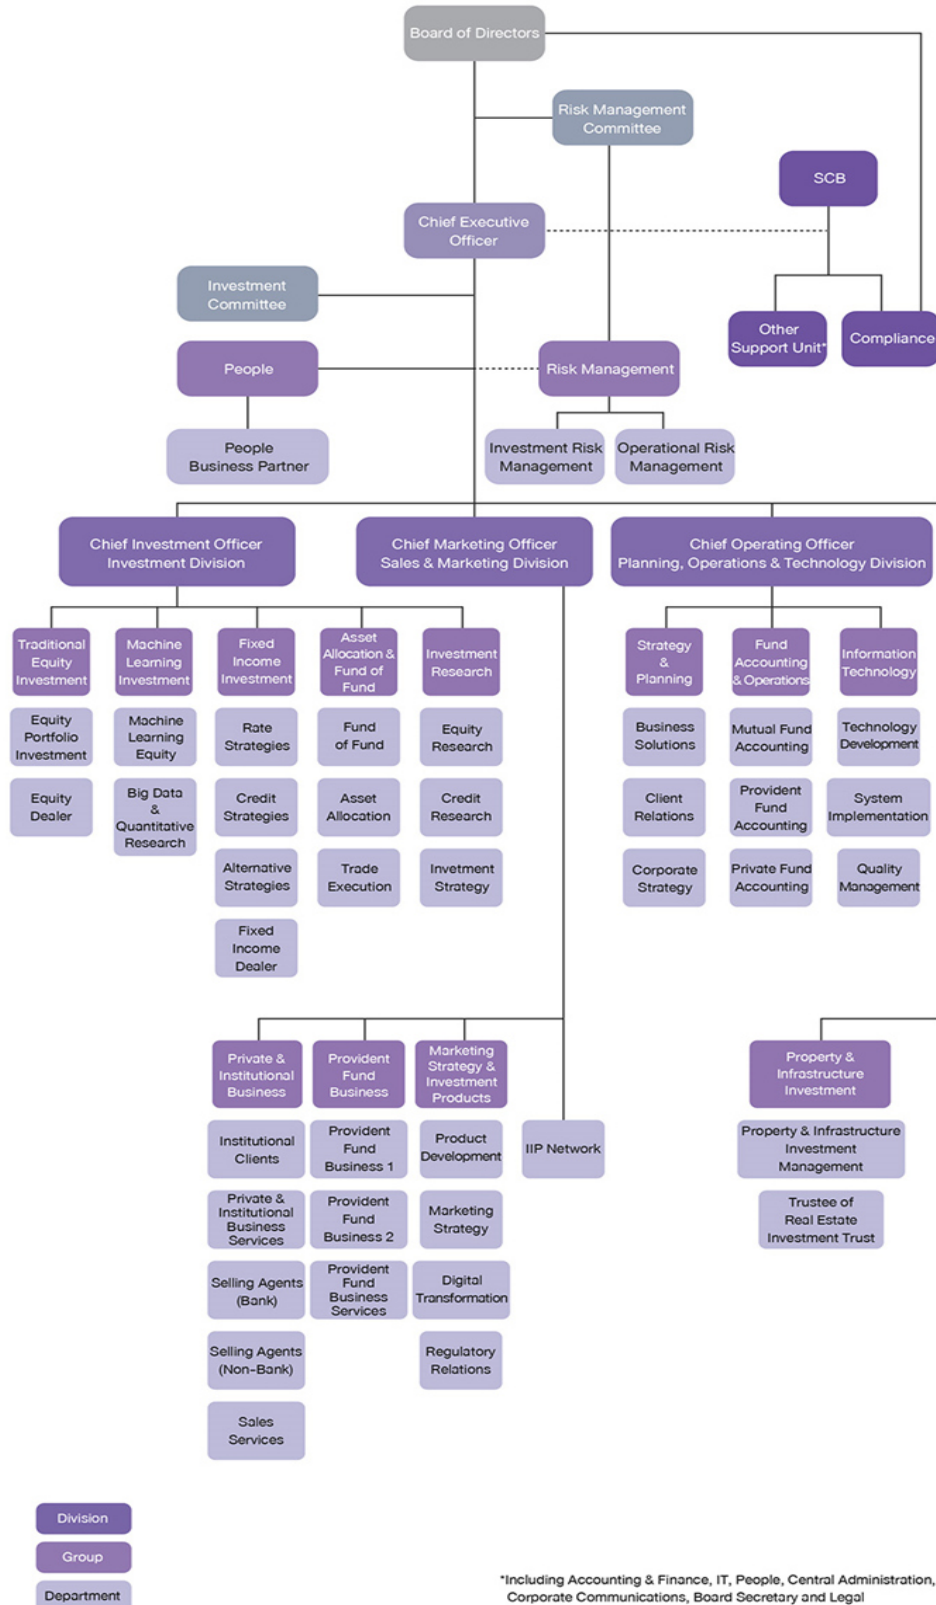 Board of Directors
Risk Management
Committee
SCB
Chief Executive
Officer
Investment
Committee
Other
Support Unit*
Compliance
People
Risk Management
People
Business Partner
Investment Risk
Management
Operational Risk
Management
Chief Investment Officer
Investment Division
Chief Marketing Officer
Sales & Marketing Division
Chief Operating Officer
Planning, Operations & Technology Division
Traditional
Equity
Investment
Machine
Learning
Investment
Fixed
Income
Investment
Asset
Allocation &
Fund of
Fund
Investment
Research
Strategy
&
Planning
Fund
Accounting
& Operations
Information
Technology
Equity
Portfolio
Investment
Machine
Learning
Equity
Rate
Strategies
Fund
of Fund
Equity
Research
Business
Solutions
Mutual Fund
Accounting
Technology
Development
Equity
Dealer
Big Data
&
Quantitative
Research
Credit
Strategies
Asset
Allocation
Credit
Research
Client
Relations
Provident
Fund
Accounting
System
Implementation
Alternative
Strategies
Trade
Execution
Invetment
Strategy
Corporate
Strategy
Private Fund
Accounting
Quality
Management
Fixed
Income
Dealer
Private &
Institutional
Business
Provident
Fund
Business
Marketing
Strategy &
Investment
Products
Property &
Infrastructure
Investment
Institutional
Clients
Provident
Fund
Business 1
Product
Development
IIP Network
Property & Infrastructure
Investment
Management
Private &
Institutional
Business
Services
Provident
Fund
Business 2
Marketing
Strategy
Trustee of
Real Estate
Investment Trust
Selling Agents
(Bank)
Provident
Fund
Business
Services
Digital
Transformation
Selling Agents
(Non-Bank)
Regulatory
Relations
Sales
Services
Division
Group
Department
*Including Accounting & Finance, IT, People, Central Administration,
Corporate Communications, Board Secretary and Legal